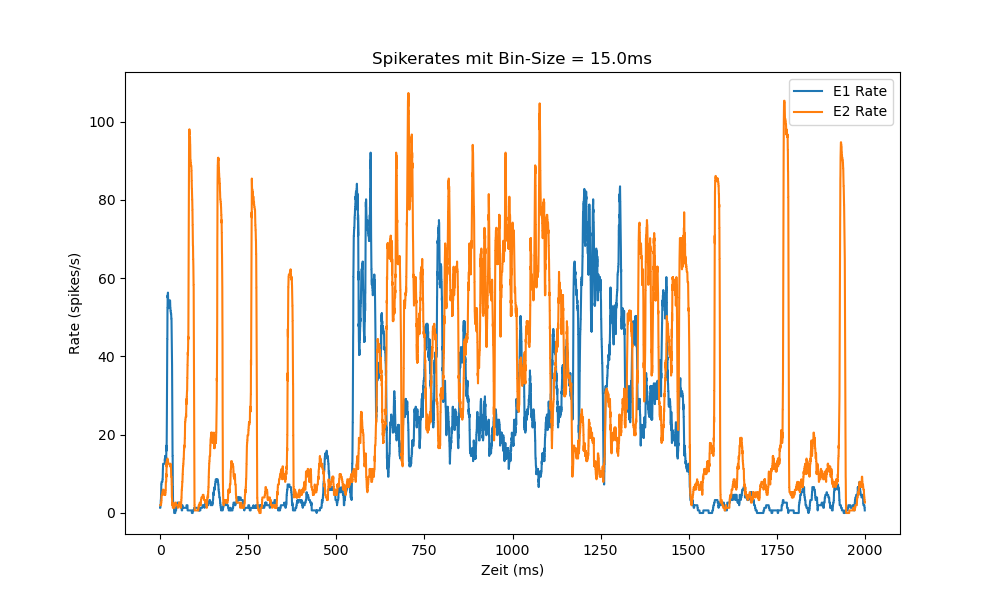 Spikerates mit Bin-Size = 15.0ms
E1 Rate
E2 Rate
100
80
60
40
20
0
Rate (spikes/s)
0 250 500 750 1000 1250 1500 1750 2000
Zeit (ms)